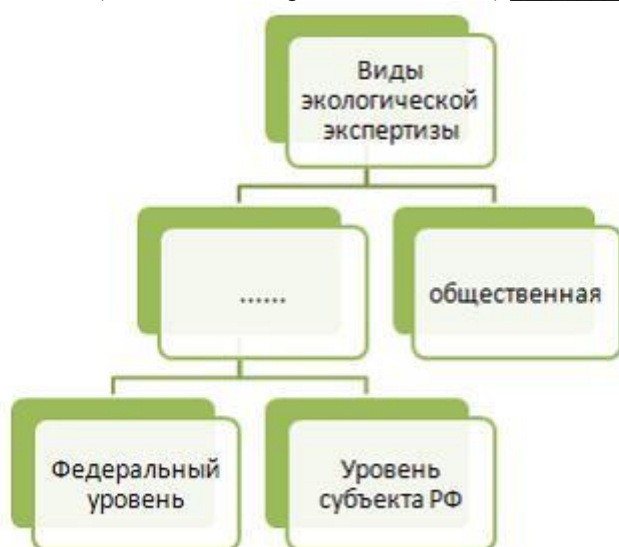 Виды
экологической
экспертизы
......
общественная
Федеральный
уровень
Уровень
субъекта РФ